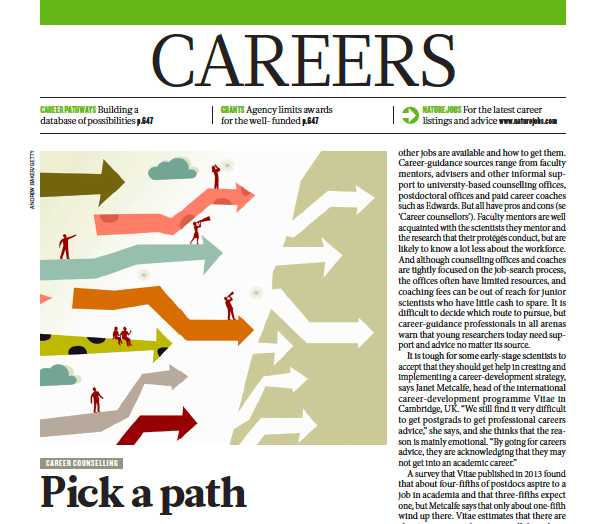 CAREERS
CAREER PATHWAYS Building a
database of possibilities p.647
GRANTS Agency limits awards
for the well- funded p.647
NATUREJOBS For the latest career
listings and advice www.naturejobs.com
ANDREW BAKER/GETTY
CAREER COUNSELLING
Pick a path
other jobs are available and how to get them.
Career-guidance sources range from faculty
mentors, advisers and other informal sup-
port to university-based counselling offices,
postdoctoral offices and paid career coaches
such as Edwards. But all have pros and cons (se
‘Career counsellors’). Faculty mentors are well
acquainted with the scientists they mentor and
the research that their protégés conduct, but are
likely to know a lot less about the workforce.
And although counselling offices and coaches
are tightly focused on the job-search process,
the offices often have limited resources, and
coaching fees can be out of reach for junior
scientists who have little cash to spare. It is
difficult to decide which route to pursue, but
career-guidance professionals in all arenas
warn that young researchers today need sup-
port and advice no matter its source.
It is tough for some early-stage scientists to
accept that they should get help in creating and
implementing a career-development strategy,
says Janet Metcalfe, head of the international
career-development programme Vitae in
Cambridge, UK. “We still find it very difficult
to get postgrads to get professional careers
advice,” she says, and she thinks that the rea-
son is mainly emotional. “By going for careers
advice, they are acknowledging that they may
not get into an academic career.”
A survey that Vitae published in 2013 found
that about four-fifths of postdocs aspire to a
job in academia and that three-fifths expect
one, but Metcalfe says that only about one-fifth
wind up there. Vitae estimates that there are